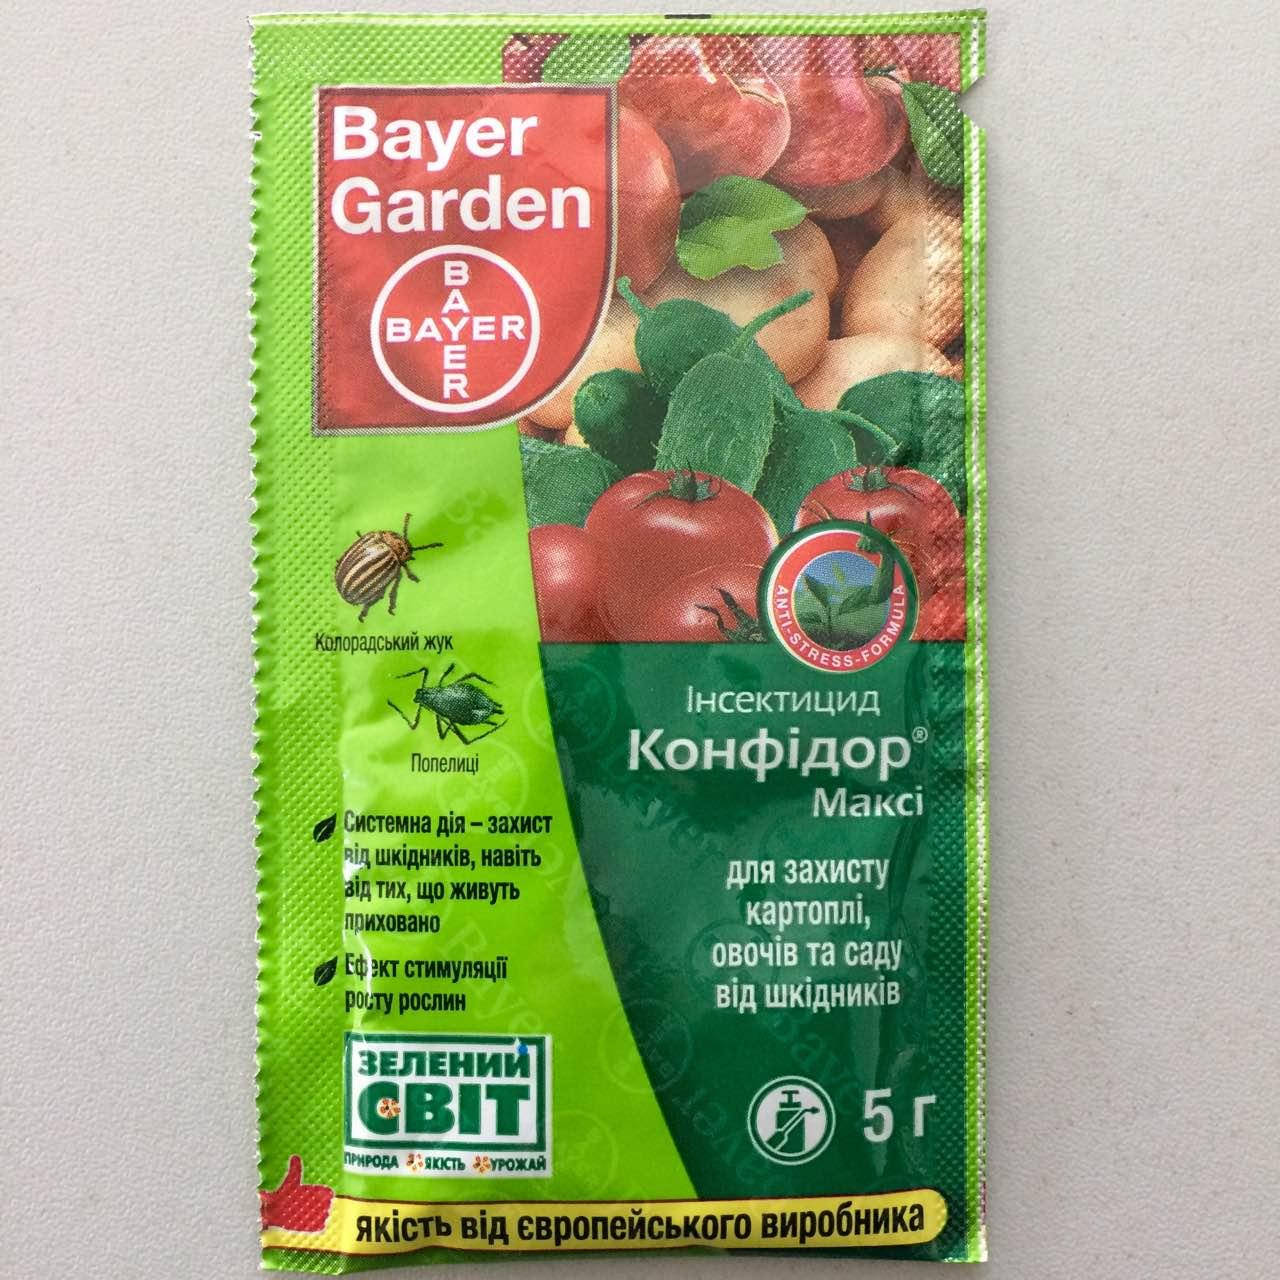 Bayer
Garden
BAYER
BAYER
ANTI-STRESS-FORMULA
Колорадський жук
Попелиці
Інсектицид
Конфідор®
Максі
для захисту
картоплі,
овочів та саду
від шкідників
Системна дія – захист
від шкідників, навіть
від тих, що живуть
приховано
Ефект стимуляції
росту рослин
ЗЕЛЕНИЙ
СВІТ
ПРИРОДА ЯКІСТЬ УРОЖАЙ
5 г
якість від європейського виробника